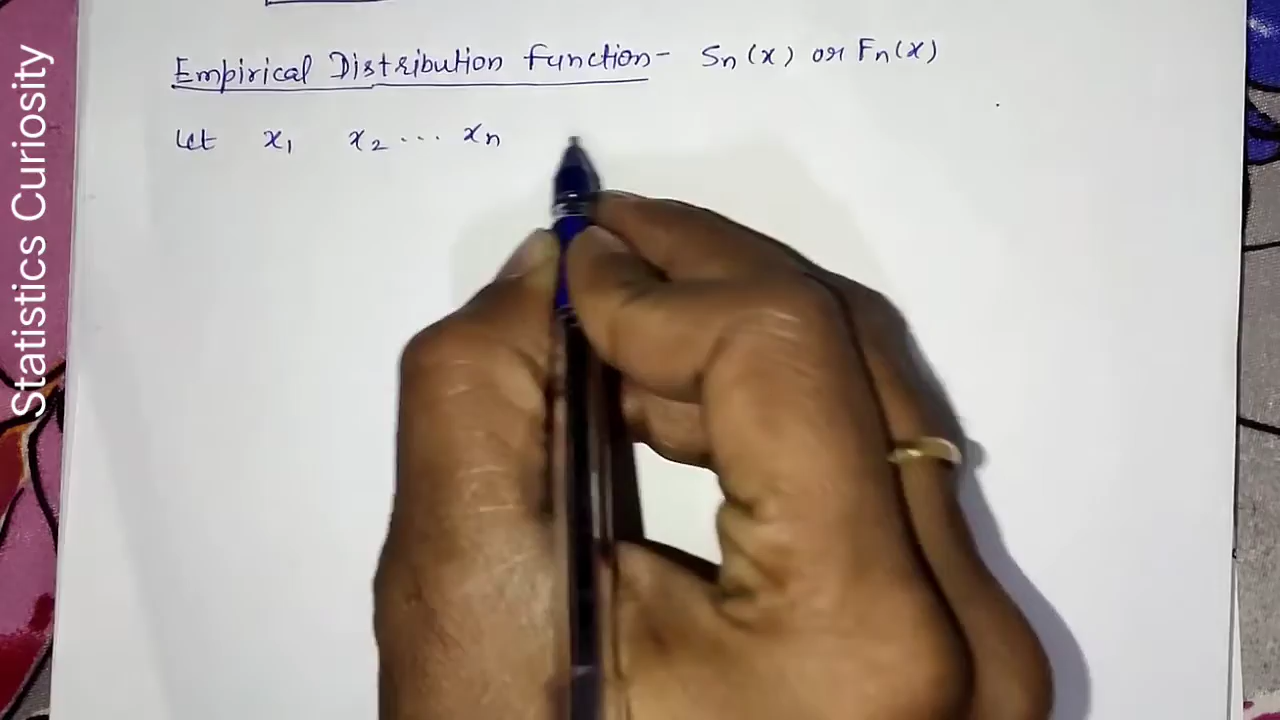 Statistics Curiosity
Empirical Distribution Function- Sn(x) or Fn(x)
Let x1 x2 ... xn